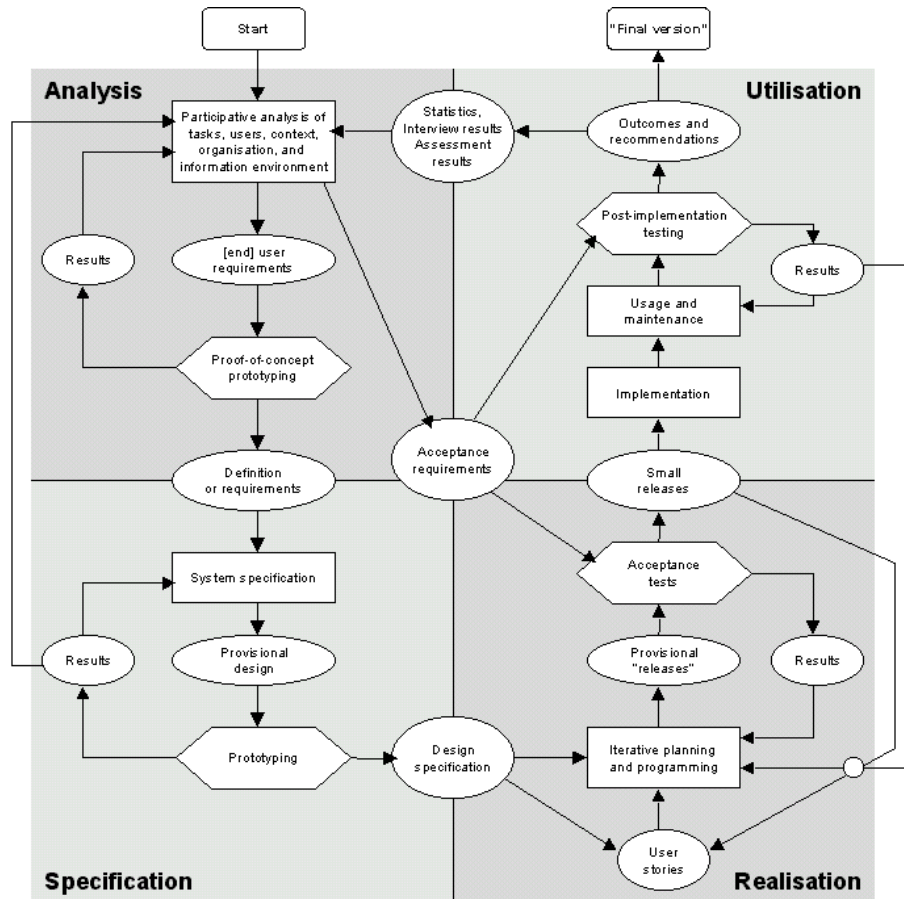 Start
"Final version"
Analysis
Utilisation
Participative analysis of
tasks, users, context,
organisation, and
information environment
Statistics,
Interview results
Assessment
results
Outcomes and
recommendations
Post-implementation
testing
Results
[end] user
requirements
Results
Usage and
maintenance
Proof-of-concept
prototyping
Implementation
Definition
or requirements
Acceptance
requirements
Small
releases
System specification
Acceptance
tests
Results
Provisional
design
Provisional
"releases"
Results
Prototyping
Design
specification
Iterative planning
and programming
User
stories
Specification
Realisation